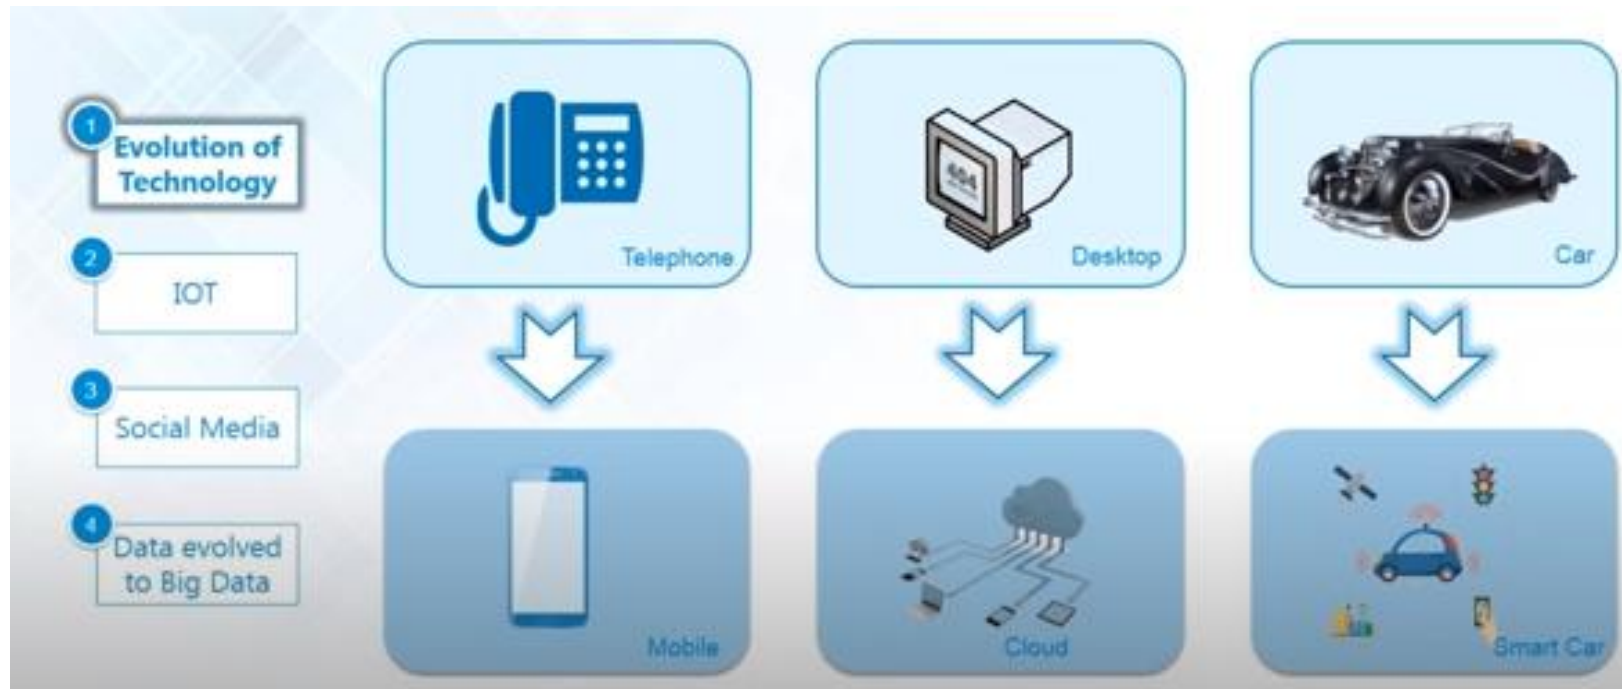 1
Evolution of
Technology
2
IOT
3
Social Media
4
Data evolved
to Big Data
Telephone
404
Desktop
Car
Mobile
Cloud
Smart Car